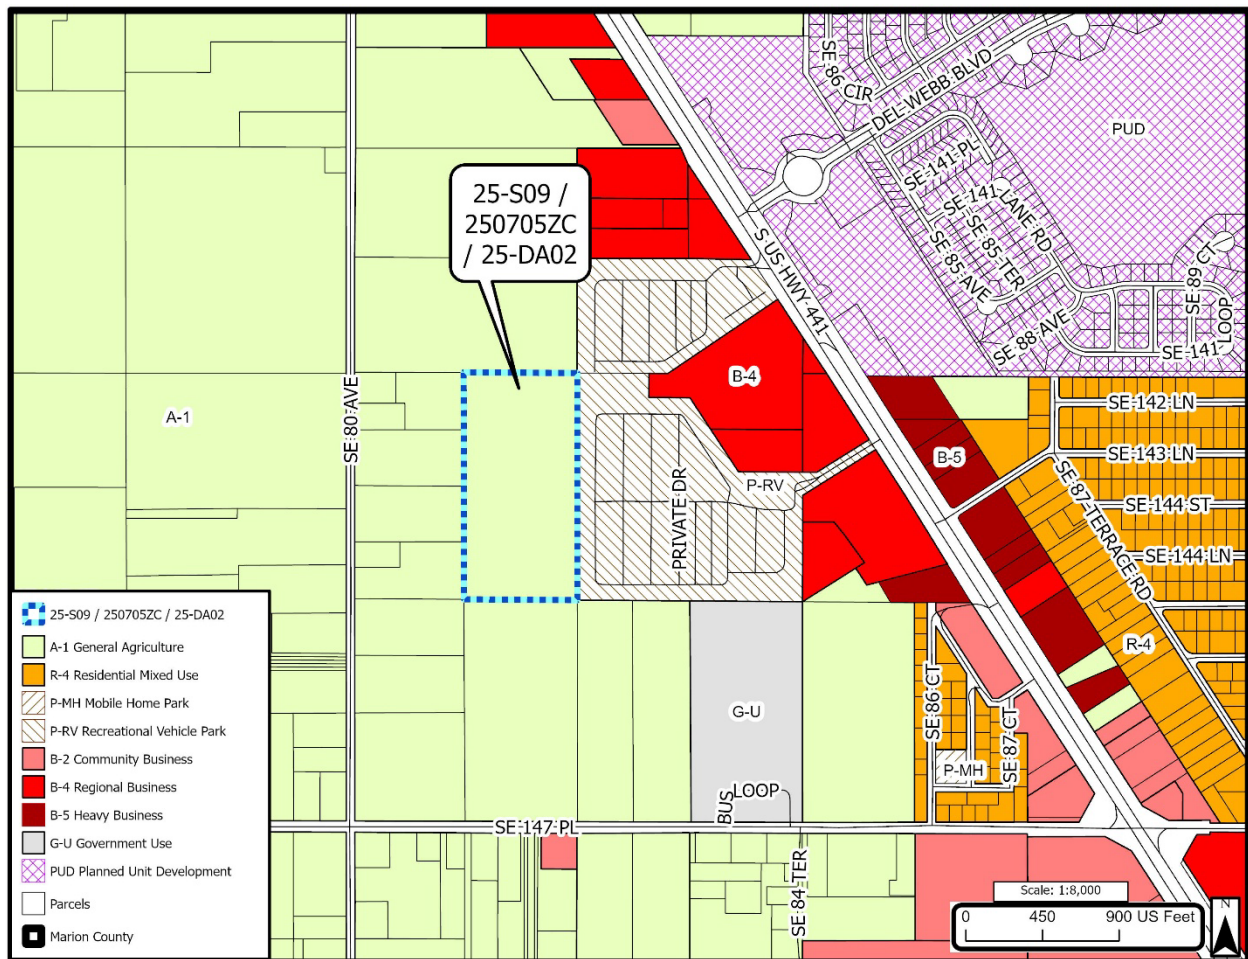 SE 86 CIR
DEL WEBB BLVD
PUD
SE 141 PL
SE 141 LANE RD
25-S09 /
250705ZC
/ 25-DA02
S US HWY 441
SE 85 TER
SE 85 AVE
SE 89 CT
SE 88 AVE
SE 141
LOOP
A-1
SE 80 AVE
B-4
SE 142 LN
B-5
SE 143 LN
P-RV
PRIVATE DR
SE 87 TERRACE RD
SE 144 ST
SE 144 LN
R-4
G-U
SE 86 CT
SE 87 CT
P-MH
BUS
LOOP
SE 147 PL
SE 84 TER
25-S09 / 250705ZC / 25-DA02
A-1 General Agriculture
R-4 Residential Mixed Use
P-MH Mobile Home Park
P-RV Recreational Vehicle Park
B-2 Community Business
B-4 Regional Business
B-5 Heavy Business
G-U Government Use
PUD Planned Unit Development
Parcels
Marion County
Scale: 1:8,000
0 450 900 US Feet
N